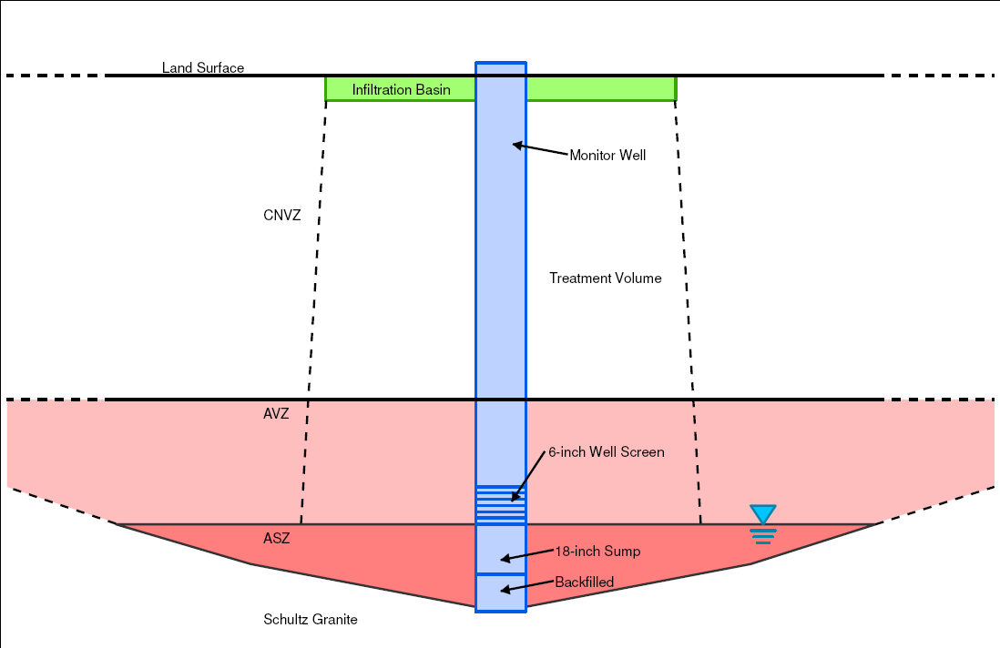 Land Surface
Infiltration Basin
Monitor Well
CNVZ
Treatment Volume
AVZ
6-inch Well Screen
ASZ
18-inch Sump
Backfilled
Schultz Granite